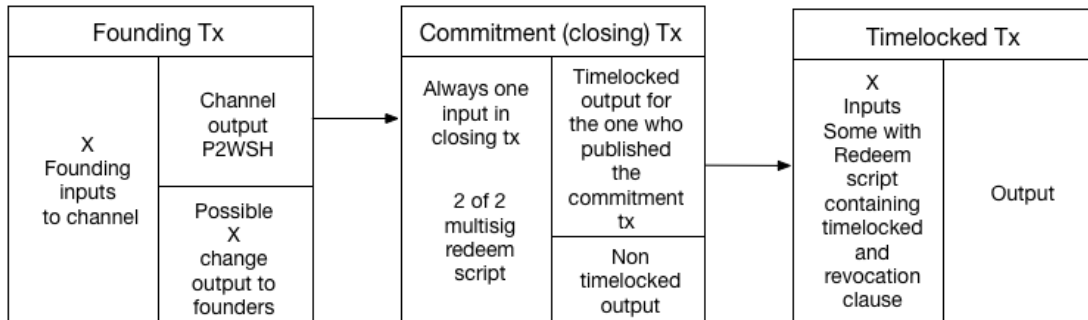 Founding Tx
X
Founding
inputs
to channel
Channel
output
P2WSH
Possible
X
change
output to
founders
Commitment (closing) Tx
Always one
input in
closing tx
2 of 2
multisig
redeem
script
Timelocked
output for
the one who
published
the
commitment
tx
Non
timelocked
output
Timelocked Tx
X
Inputs
Some with
Redeem
script
containing
timelocked
and
revocation
clause
Output